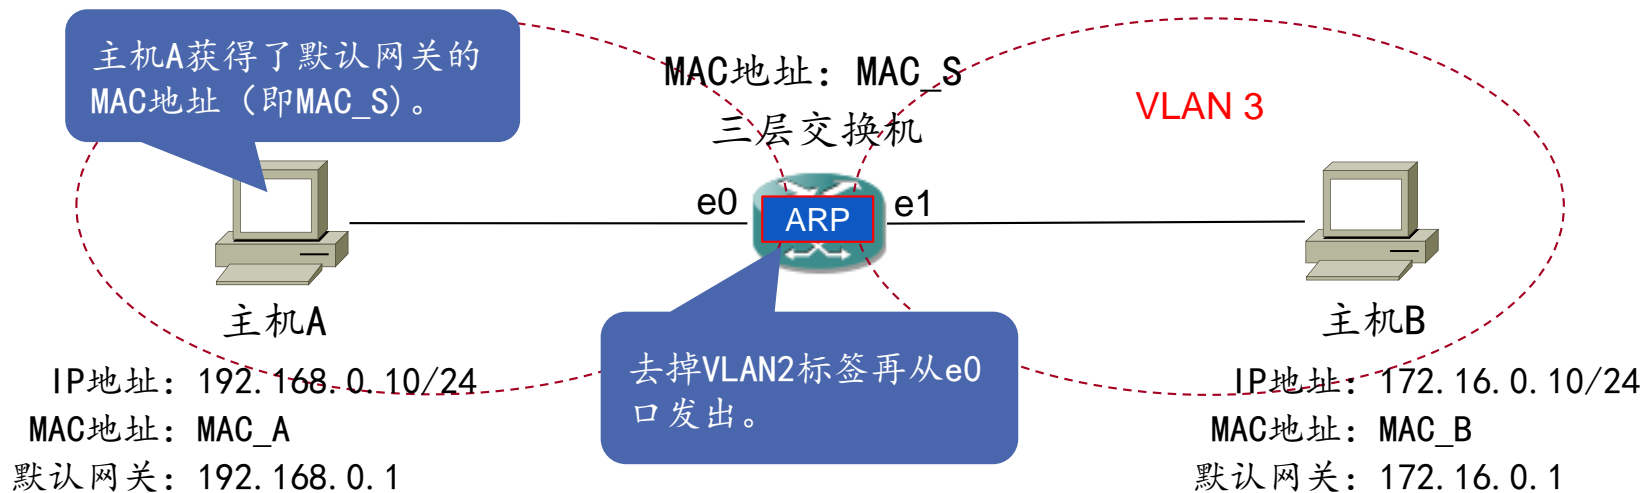 主机A获得了默认网关的
MAC地址（即MAC_S)。
MAC地址：MAC_S
三层交换机
VLAN 3
e0
ARP
e1
主机A
IP地址：192.168.0.10/24
MAC地址：MAC_A
默认网关：192.168.0.1
去掉VLAN2标签再从e0
口发出。
主机B
IP地址：172.16.0.10/24
MAC地址：MAC_B
默认网关：172.16.0.1